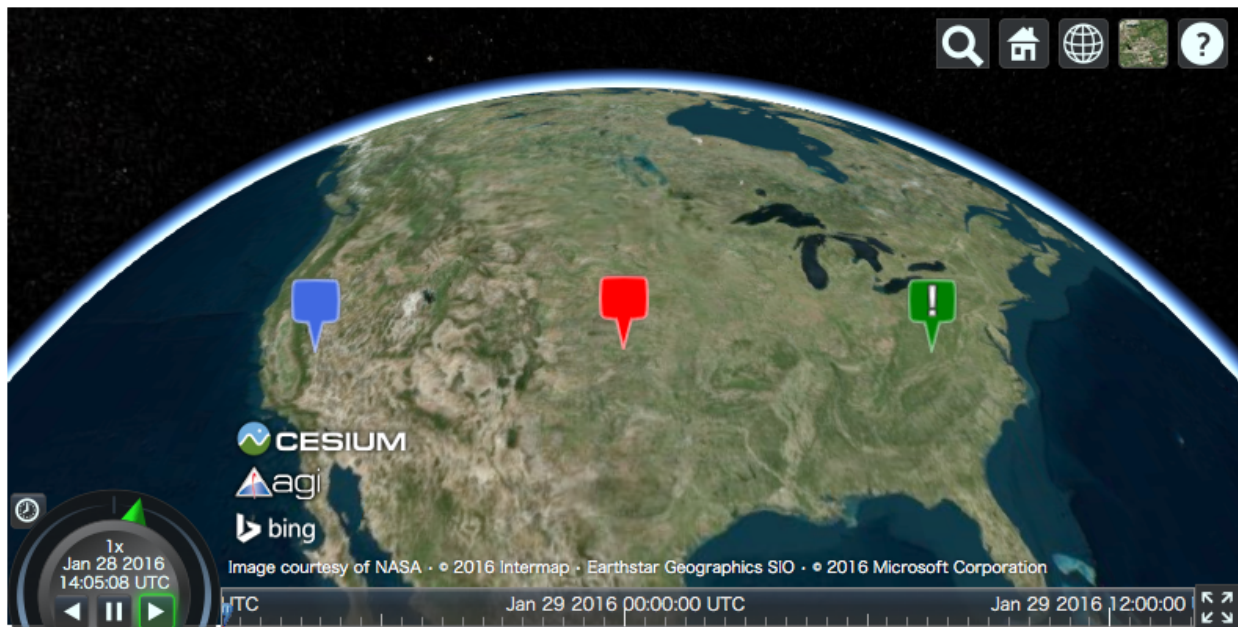 ?
!
CESIUM
agi
bing
1x
Jan 28 2016
14:05:08 UTC
Image courtesy of NASA · © 2016 Intermap · Earthstar Geographics SIO · © 2016 Microsoft Corporation
UTC
Jan 29 2016 00:00:00 UTC
Jan 29 2016 12:00:00